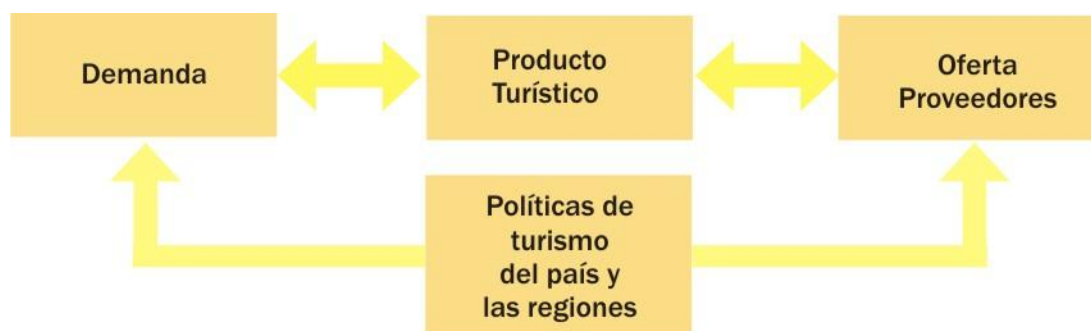 Demanda
Producto
Turístico
Oferta
Proveedores
Políticas de
turismo
del país y
las regiones